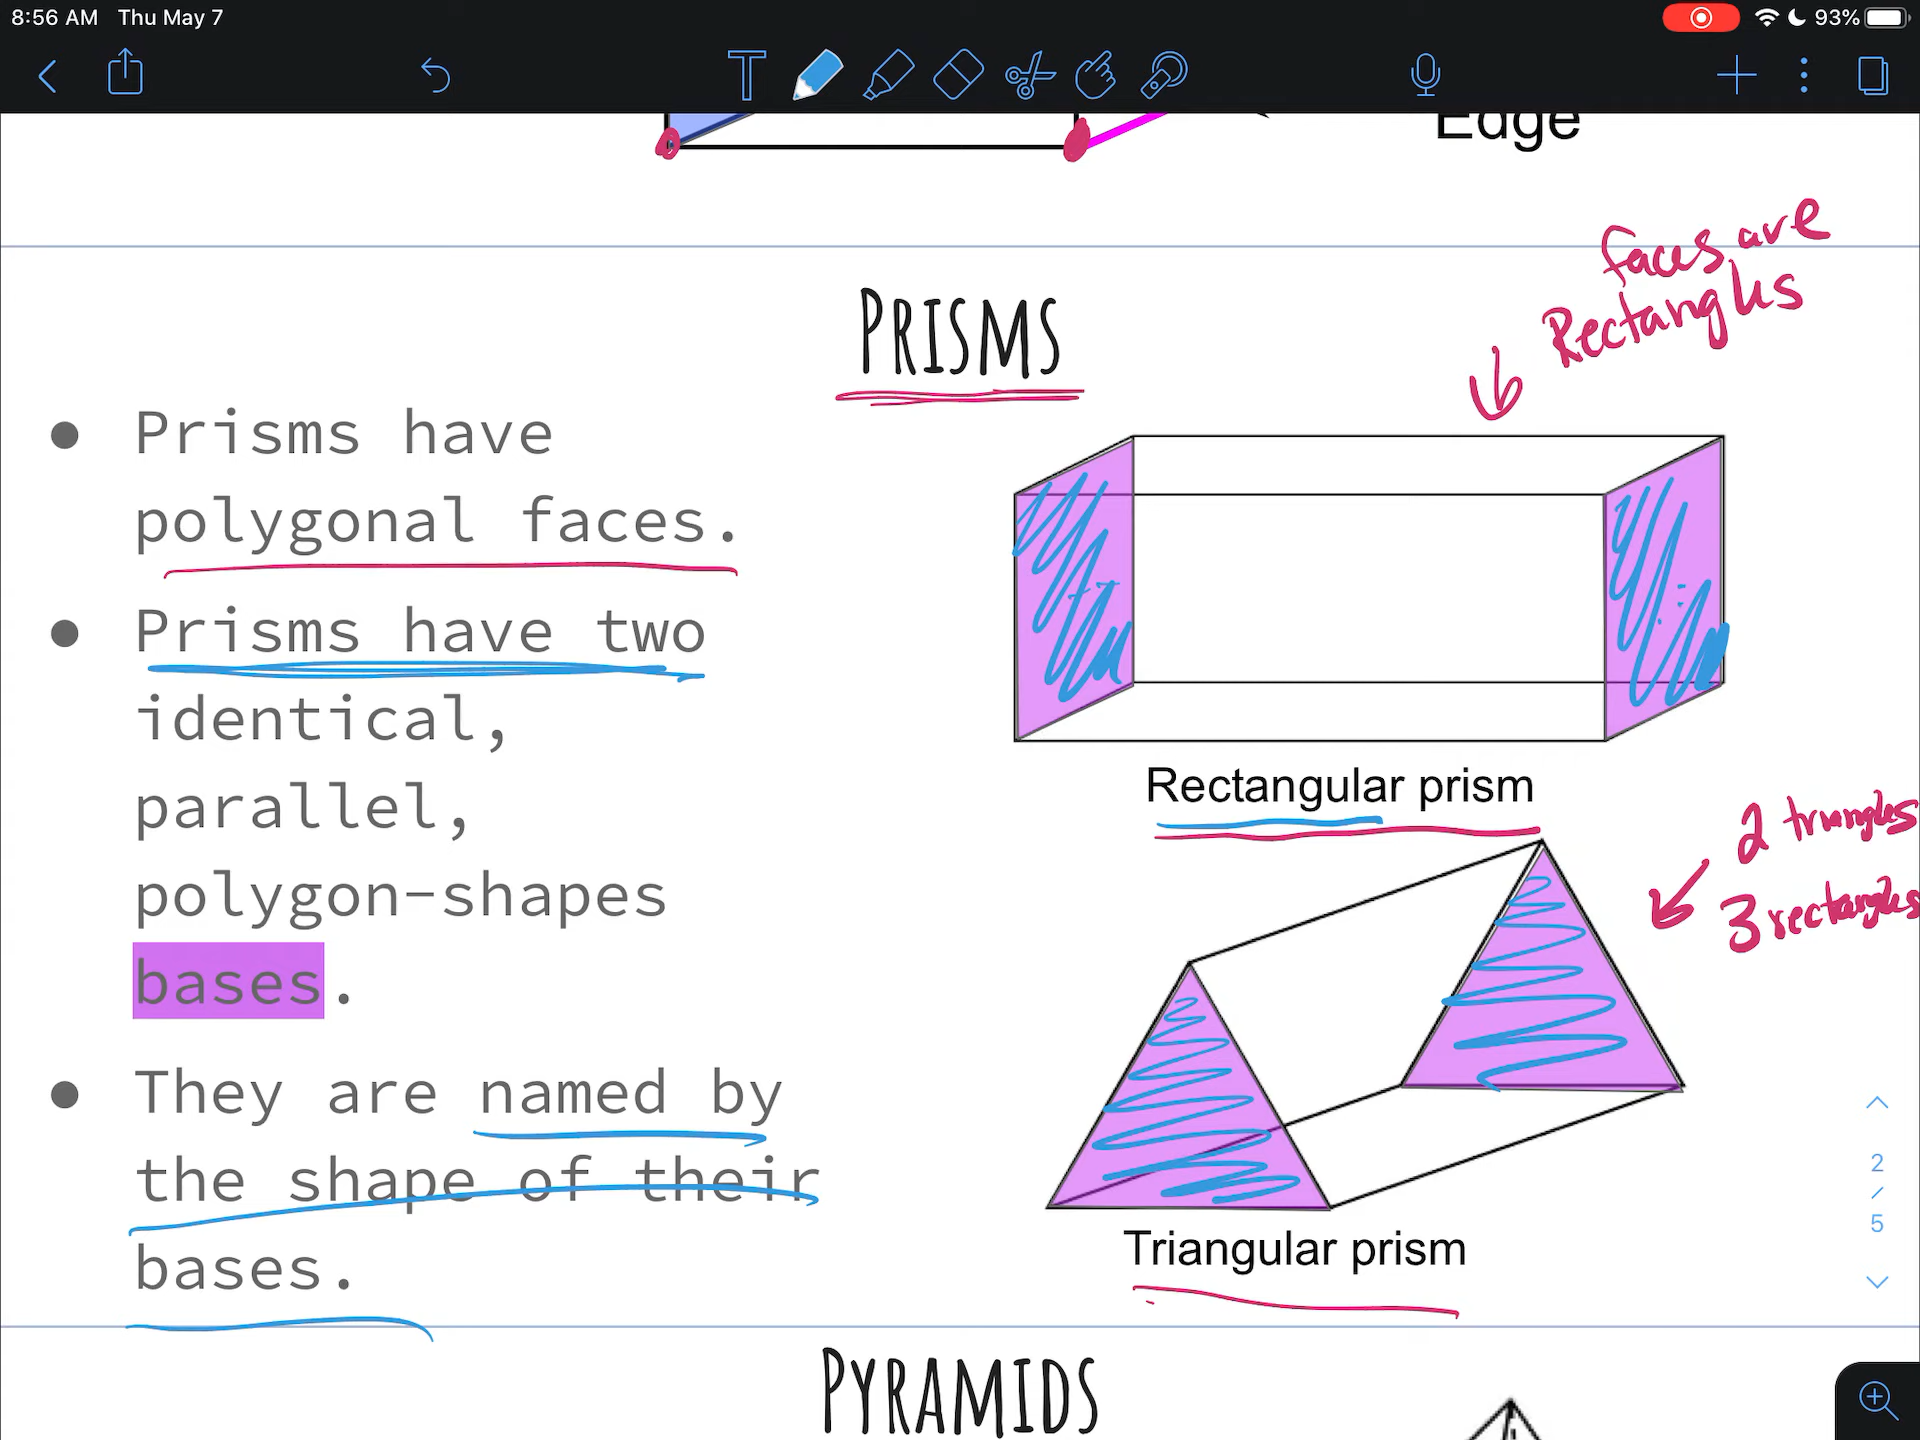 8:56 AM Thu May 7
93%
Edge
faces are
Rectangles
PRISMS
Prisms have
polygonal faces.
Prisms have two
identical,
parallel,
polygon-shapes
bases.
They are named by
the shape of their
bases.
Rectangular prism
2 triangles
3 rectangles
Triangular prism
2
/
5
PYRAMIDS